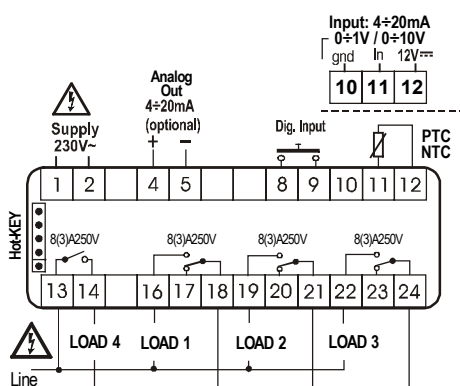 Input: 4÷20mA
0÷1V / 0÷10V
gnd In 12V
10 11 12
Analog
Out
4÷20mA
(optional)
+ −
Supply
230V~
Dig. Input
PTC
NTC
1 2 4 5 8 9 10 11 12
Hot-KEY
8(3)A250V 8(3)A250V 8(3)A250V 8(3)A250V
13 14 16 17 18 19 20 21 22 23 24
LOAD 4 LOAD 1 LOAD 2 LOAD 3
Line